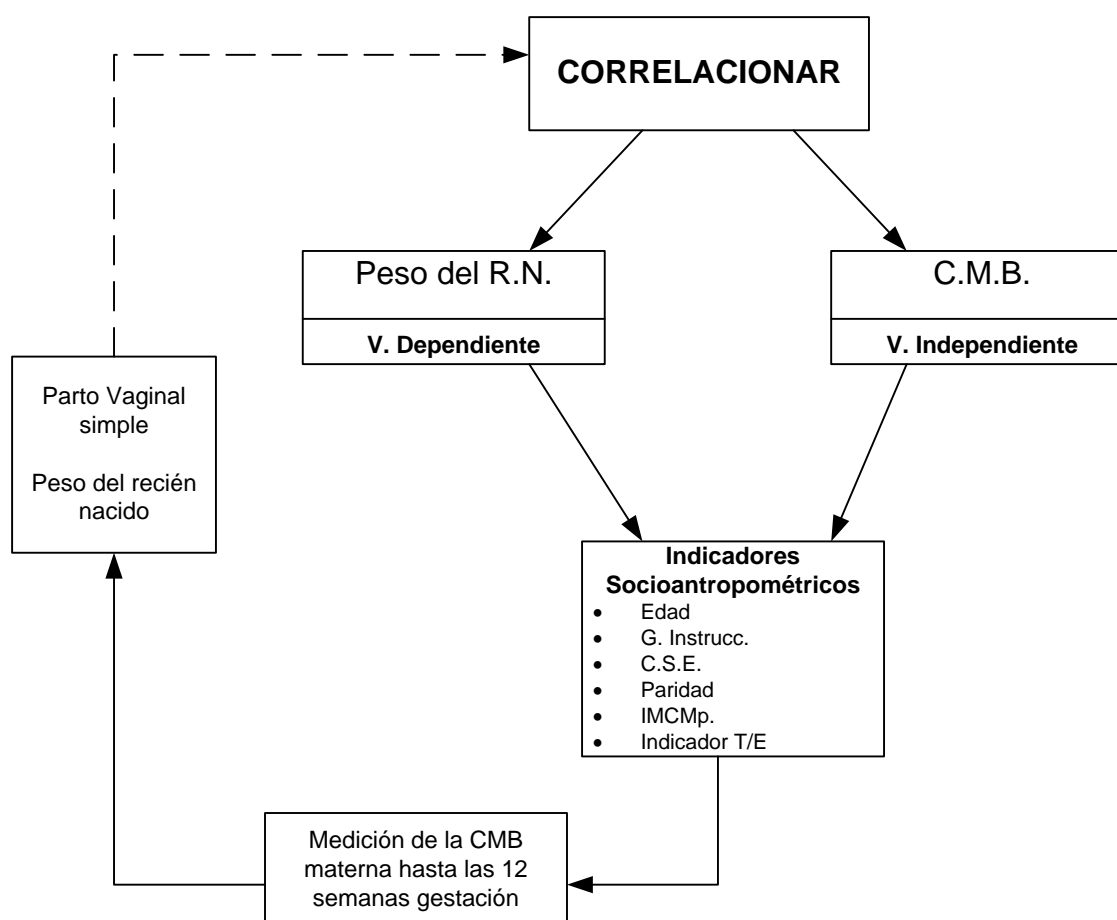 CORRELACIONAR
Peso del R.N.
V. Dependiente
C.M.B.
V. Independiente
Parto Vaginal
simple
Peso del recién
nacido
Indicadores
Socioantropométricos
• Edad
• G. Instrucc.
• C.S.E.
• Paridad
• IMCMp.
• Indicador T/E
Medición de la CMB
materna hasta las 12
semanas gestación